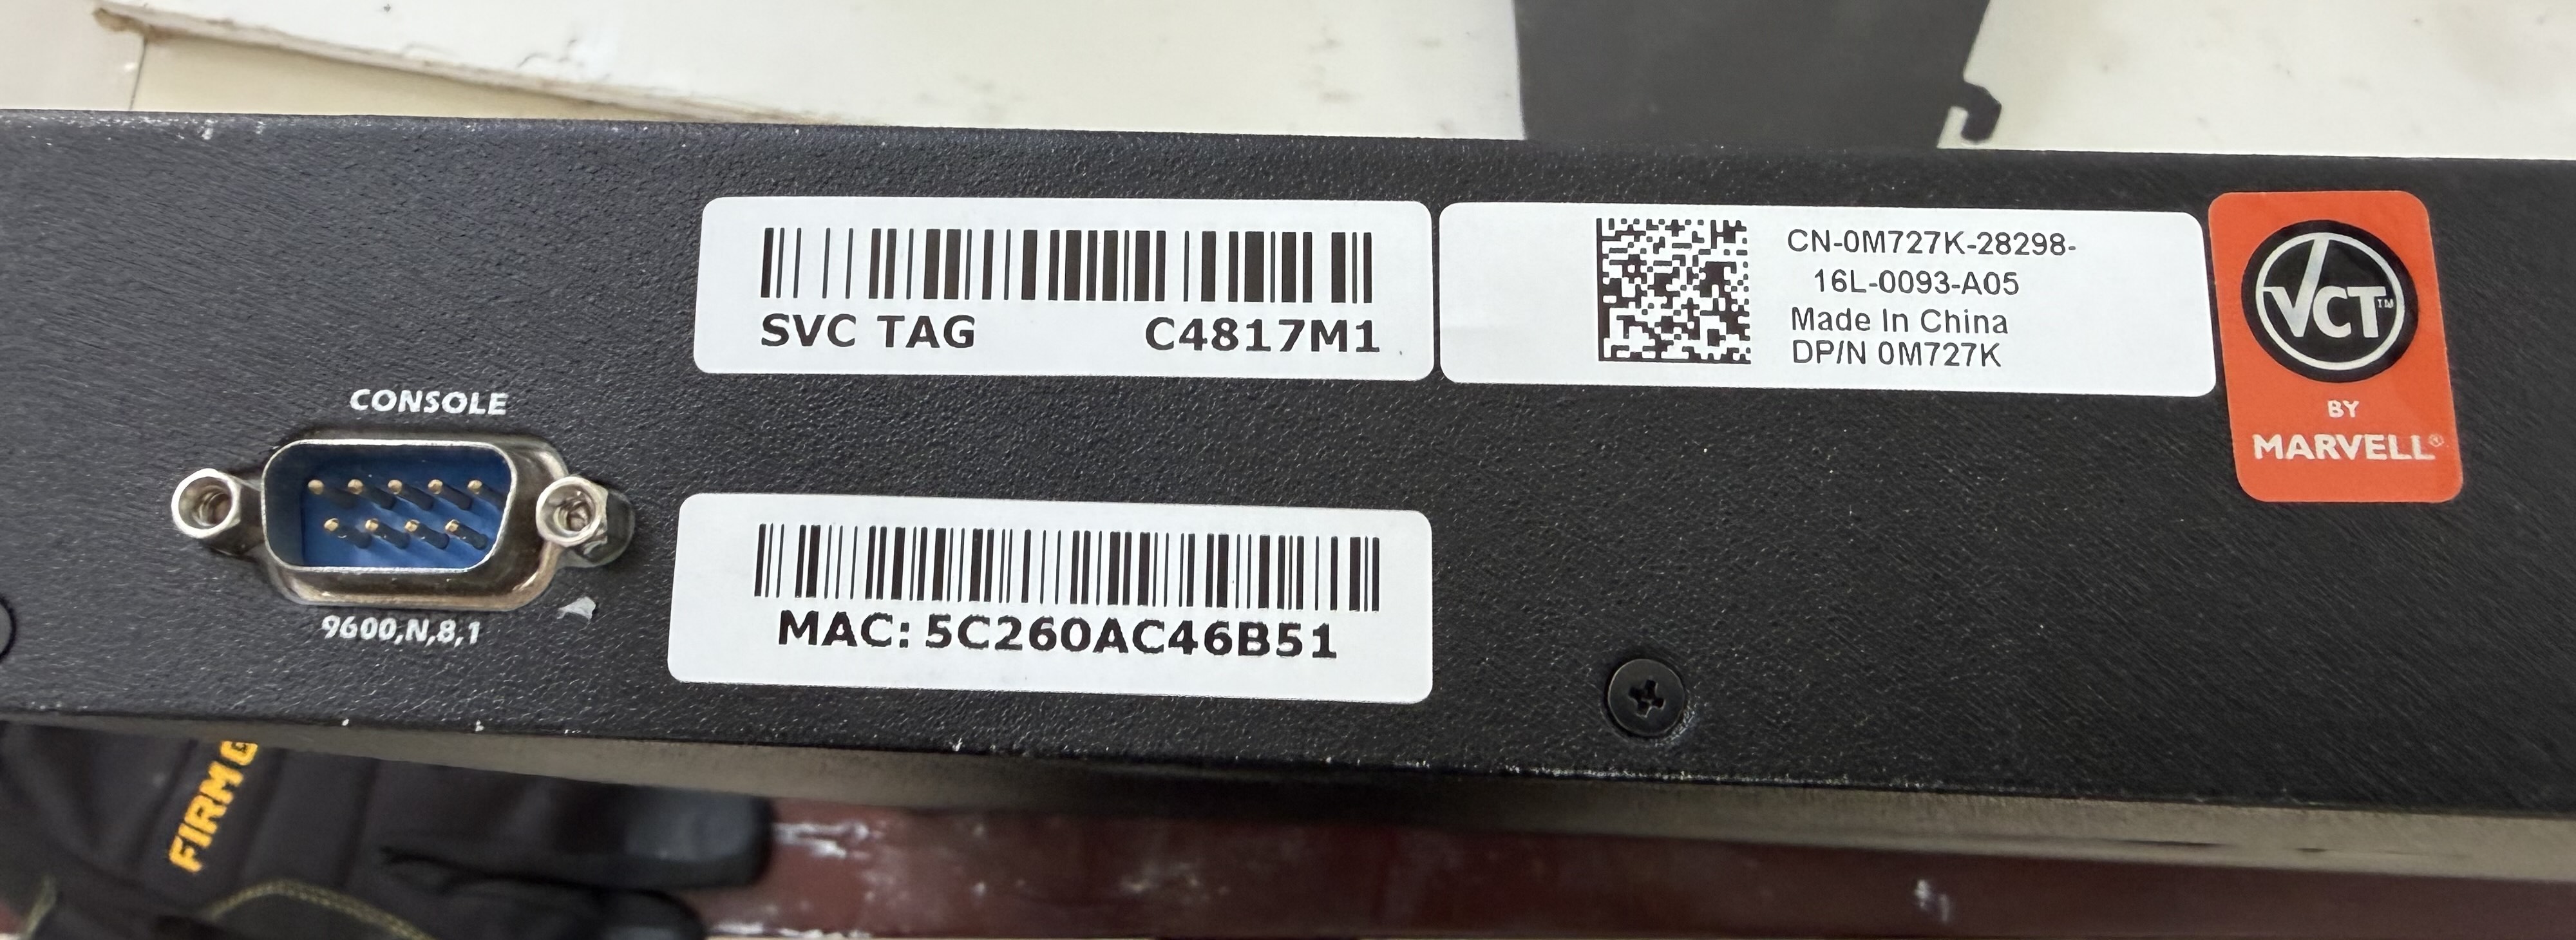 CONSOLE
9600,N,8,1
SVC TAG C4817M1
MAC: 5C260AC46B51
CN-0M727K-28298-
16L-0093-A05
Made In China
DP/N 0M727K
VCT™
BY
MARVELL®
FIRM G